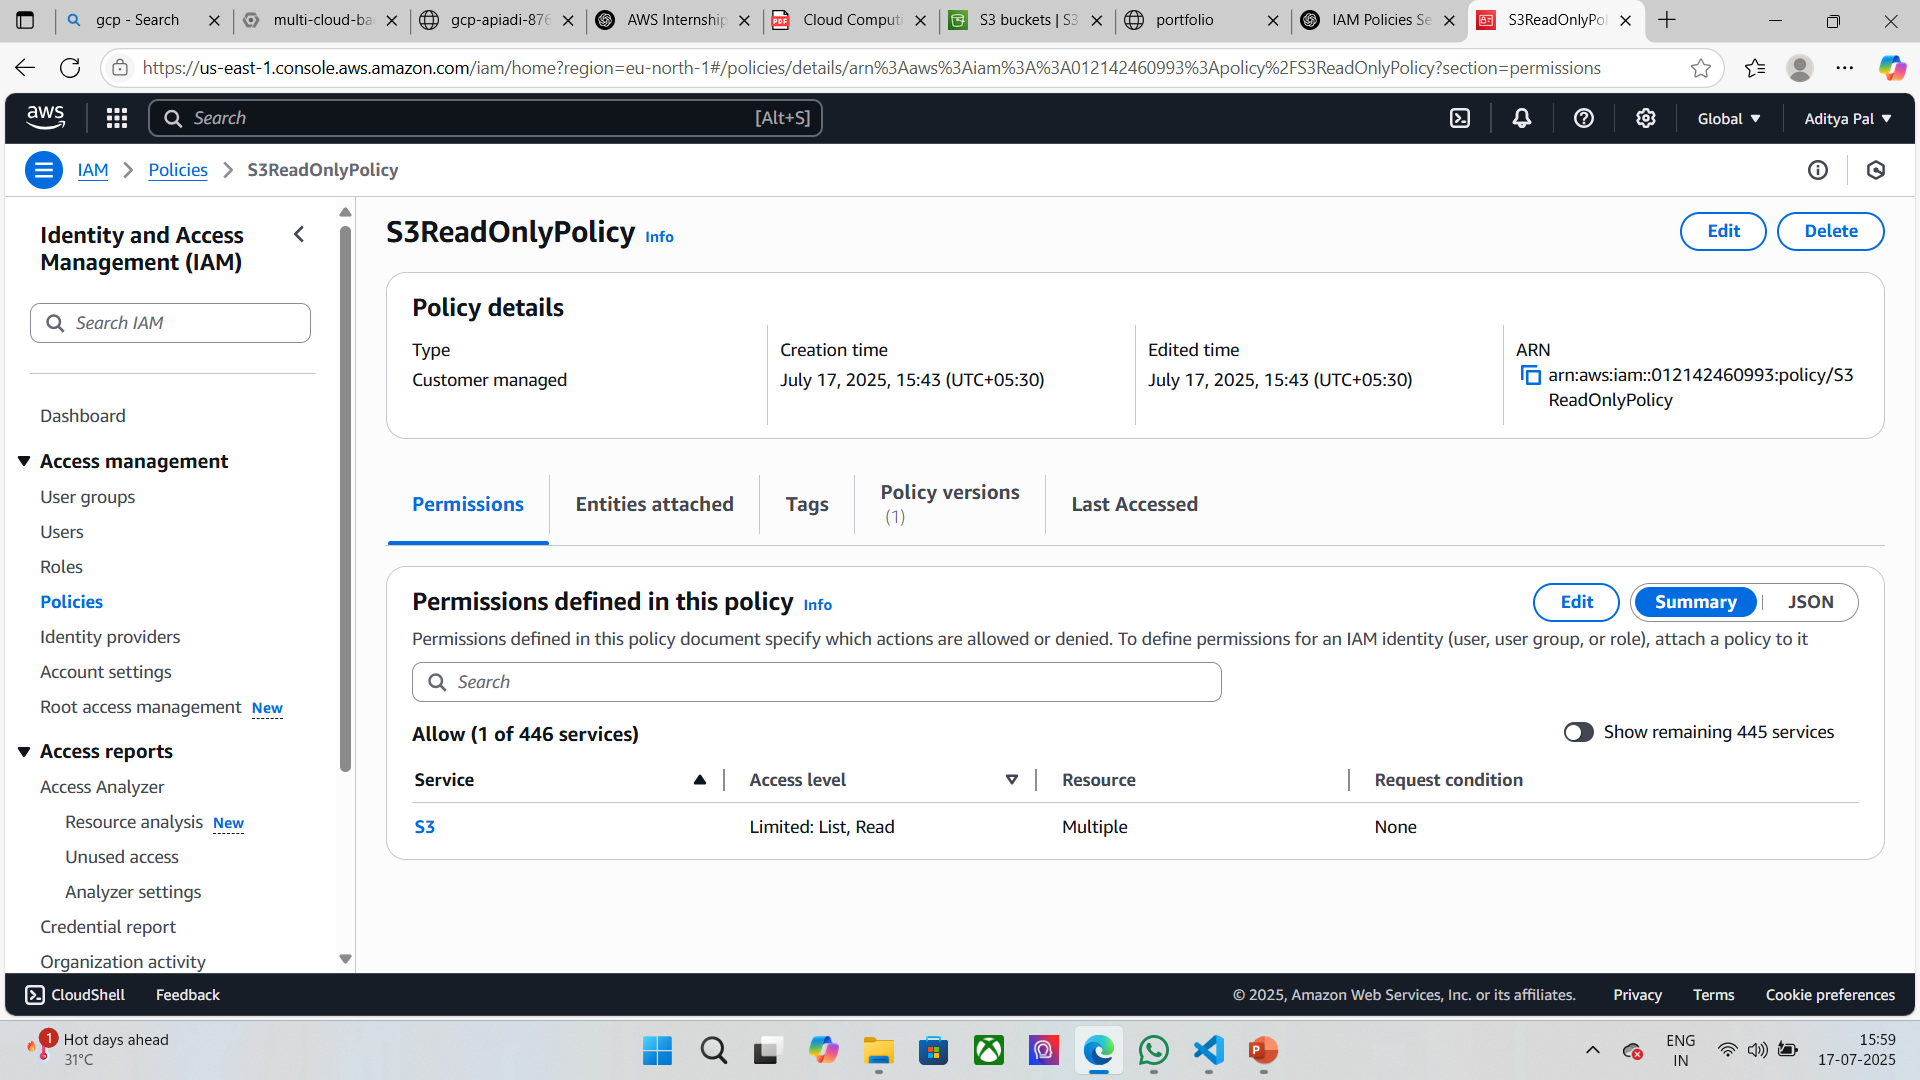 gcp - Search
multi-cloud-ba
gcp-apiadi-876
AWS Internship
Cloud Computi
S3 buckets | S3
portfolio
IAM Policies Se
S3ReadOnlyPol
https://us-east-1.console.aws.amazon.com/iam/home?region=eu-north-1#/policies/details/arn%3Aaws%3Aiam%3A%3A012142460993%3Apolicy%2FS3ReadOnlyPolicy?section=permissions
aws
Search
[Alt+S]
Global
Aditya Pal
IAM
Policies
S3ReadOnlyPolicy
Identity and Access
Management (IAM)
Search IAM
Dashboard
Access management
User groups
Users
Roles
Policies
Identity providers
Account settings
Root access management New
Access reports
Access Analyzer
Resource analysis New
Unused access
Analyzer settings
Credential report
Organization activity
S3ReadOnlyPolicy Info
Edit
Delete
Policy details
Type
Customer managed
Creation time
July 17, 2025, 15:43 (UTC+05:30)
Edited time
July 17, 2025, 15:43 (UTC+05:30)
ARN
arn:aws:iam::012142460993:policy/S3
ReadOnlyPolicy
Permissions
Entities attached
Tags
Policy versions
(1)
Last Accessed
Permissions defined in this policy Info
Edit
Summary
JSON
Permissions defined in this policy document specify which actions are allowed or denied. To define permissions for an IAM identity (user, user group, or role), attach a policy to it
Search
Allow (1 of 446 services)
Show remaining 445 services
Service
Access level
Resource
Request condition
S3
Limited: List, Read
Multiple
None
CloudShell
Feedback
© 2025, Amazon Web Services, Inc. or its affiliates.
Privacy
Terms
Cookie preferences
1
Hot days ahead
31°C
ENG
IN
15:59
17-07-2025